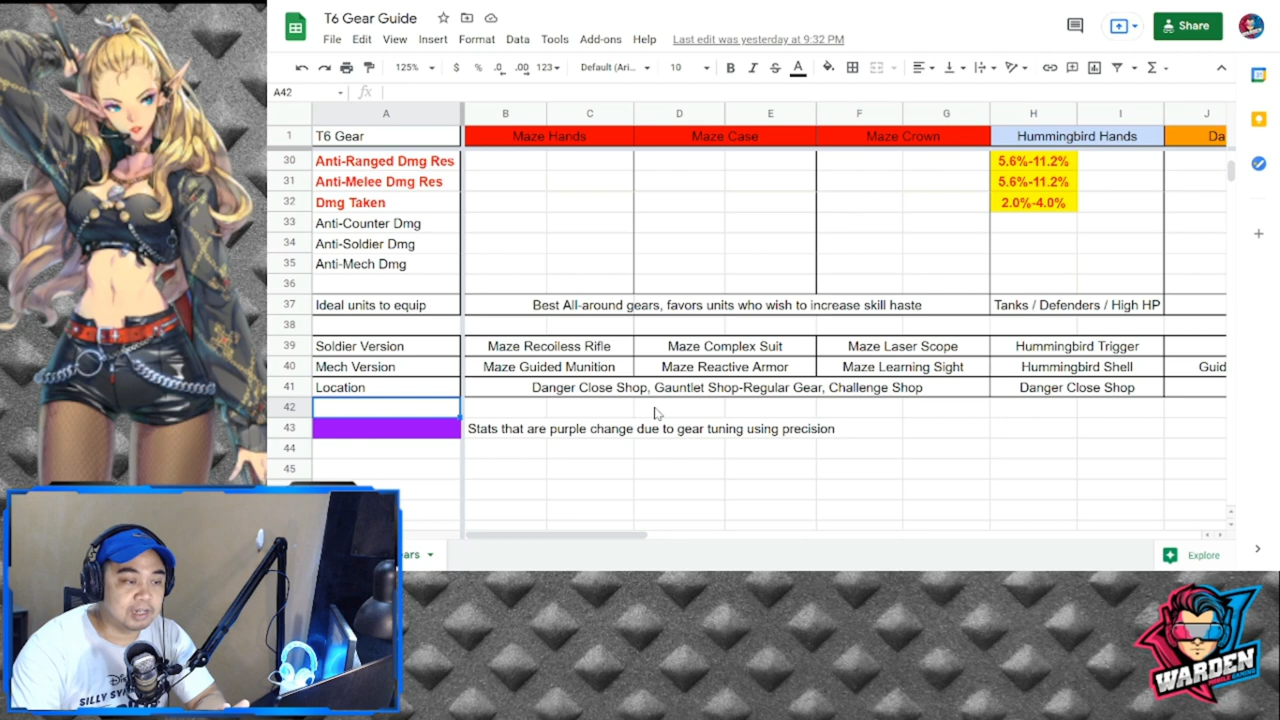 T6 Gear Guide
File Edit View Insert Data Tools Add-ons Help Last edit was yesterday at 9:32 PM
Share
125% $ % .0 .00 123 Default (Ari... 10 B I S A
A42 fx
A B C D E F G H I J
1 T6 Gear Maze Hands Maze Case Maze Crown Hummingbird Hands Da
30 Anti-Ranged Dmg Res 5.6%-11.2%
31 Anti-Melee Dmg Res 5.6%-11.2%
32 Dmg Taken 2.0%-4.0%
33 Anti-Counter Dmg
34 Anti-Soldier Dmg
35 Anti-Mech Dmg
36
37 Ideal units to equip Best All-around gears, favors units who wish to increase skill haste Tanks / Defenders / High HP
38
39 Soldier Version Maze Recoiless Rifle Maze Complex Suit Maze Laser Scope Hummingbird Trigger
40 Mech Version Maze Guided Munition Maze Reactive Armor Maze Learning Sight Hummingbird Shell Guid
41 Location Danger Close Shop, Gauntlet Shop-Regular Gear, Challenge Shop Danger Close Shop
42
43 Stats that are purple change due to gear tuning using precision
44
45
ears Explore
SILLY
WARDEN
MOBILE GAMING